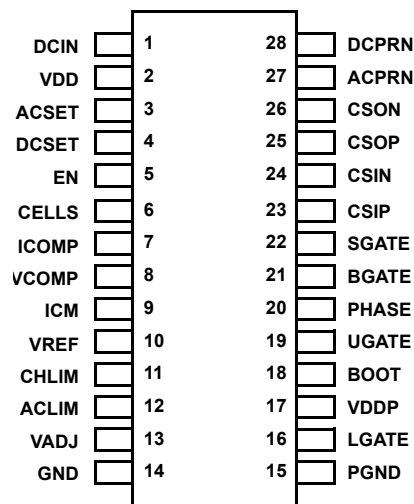 DCIN 1 28 DCPRN
VDD 2 27 ACPRN
ACSET 3 26 CSON
DCSET 4 25 CSOP
EN 5 24 CSIN
CELLS 6 23 CSIP
ICOMP 7 22 SGATE
VCOMP 8 21 BGATE
ICM 9 20 PHASE
VREF 10 19 UGATE
CHLIM 11 18 BOOT
ACLIM 12 17 VDDP
VADJ 13 16 LGATE
GND 14 15 PGND